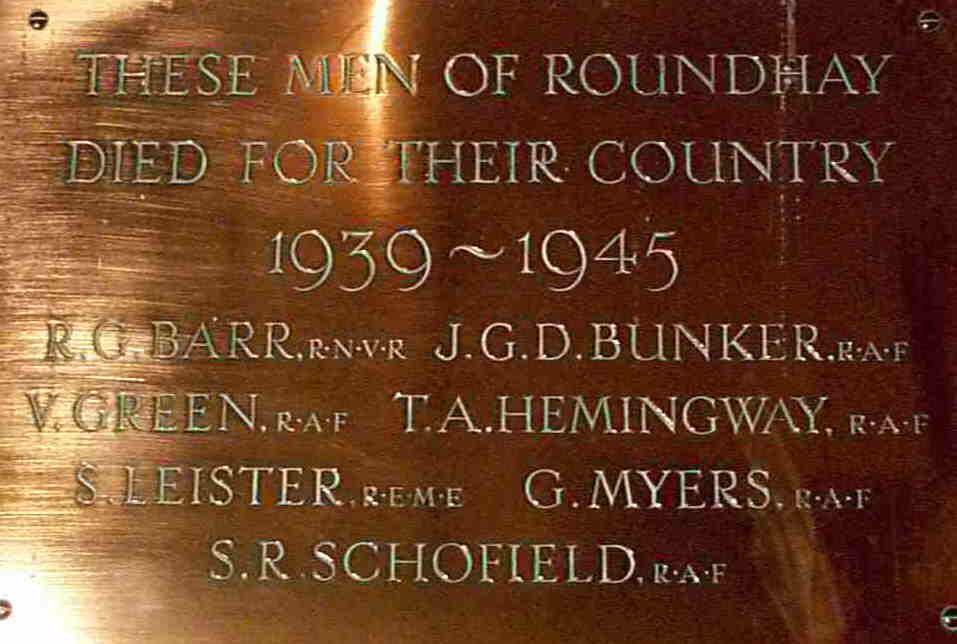 THESE MEN OF ROUNDHAY
DIED FOR THEIR COUNTRY
1939~1945
R.G.BARR, R·N·V·R J.G.D.BUNKER, R·A·F
V.GREEN, R·A·F T.A.HEMINGWAY, R·A·F
S.LEISTER, R·E·M·E G.MYERS, R·A·F
S.R.SCHOFIELD, R·A·F